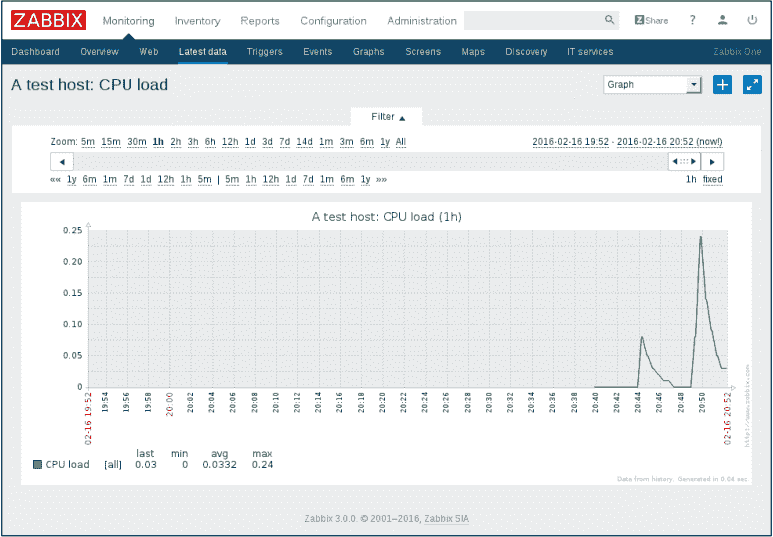 ZABBIX Monitoring Inventory Reports Configuration Administration Z Share ?
Dashboard Overview Web Latest data Triggers Events Graphs Screens Maps Discovery IT services Zabbix One
A test host: CPU load Graph
Filter
Zoom: 5m 15m 30m 1h 2h 3h 6h 12h 1d 3d 7d 14d 1m 3m 6m 1y All 2016-02-16 19:52 - 2016-02-16 20:52 (now!)
«« 1y 6m 1m 7d 1d 12h 1h 5m | 5m 1h 12h 1d 7d 1m 6m 1y »» 1h fixed
A test host: CPU load (1h)
0.25
0.20
0.15
0.10
0.05
0
02-16 19:52 19:54 19:56 19:58 20:00 20:02 20:04 20:06 20:08 20:10 20:12 20:14 20:16 20:18 20:20 20:22 20:24 20:26 20:28 20:30 20:32 20:34 20:36 20:38 20:40 20:42 20:44 20:46 20:48 20:50 02-16 20:52
http://www.zabbix.com
last min avg max
CPU load [all] 0.03 0 0.0332 0.24
Data from history. Generated in 0.04 sec
Zabbix 3.0.0. © 2001–2016, Zabbix SIA